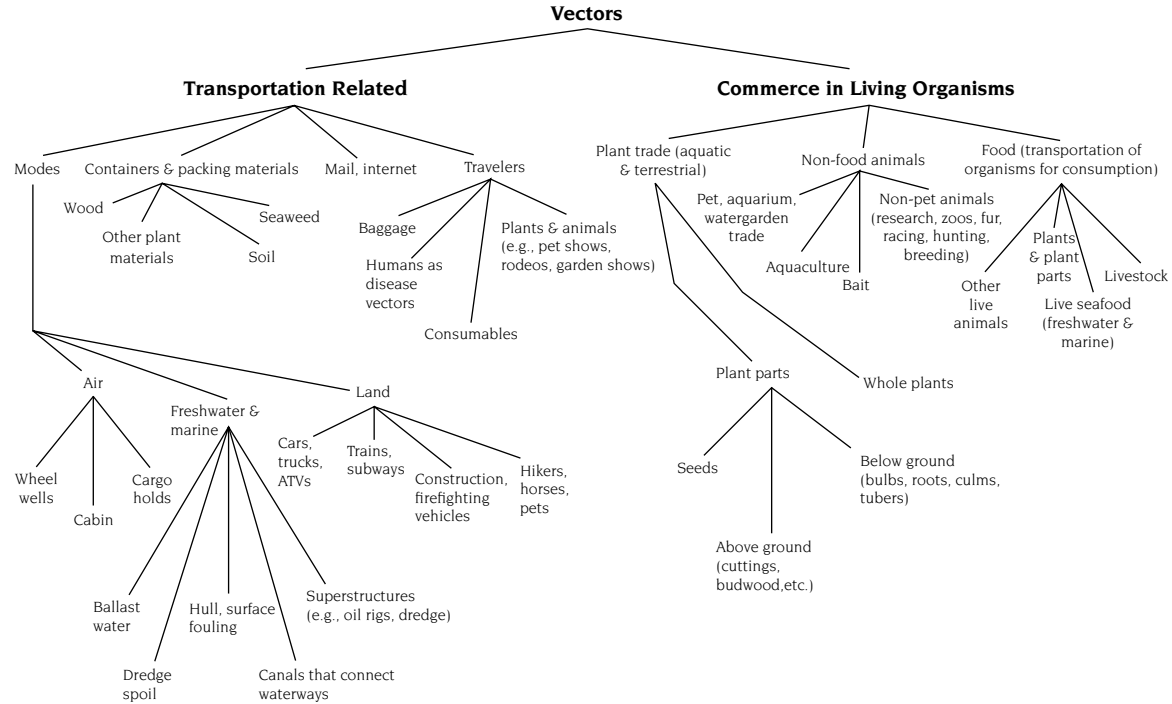 Vectors
Transportation Related
Commerce in Living Organisms
Modes
Containers & packing materials
Mail, internet
Travelers
Plant trade (aquatic
& terrestrial)
Non-food animals
Food (transportation of
organisms for consumption)
Wood
Other plant
materials
Soil
Seaweed
Baggage
Humans as
disease
vectors
Consumables
Plants & animals
(e.g., pet shows,
rodeos, garden shows)
Pet, aquarium,
watergarden
trade
Aquaculture
Bait
Non-pet animals
(research, zoos, fur,
racing, hunting,
breeding)
Other
live
animals
Plants
& plant
parts
Live seafood
(freshwater &
marine)
Livestock
Air
Freshwater &
marine
Land
Plant parts
Whole plants
Wheel
wells
Cabin
Cargo
holds
Cars,
trucks,
ATVs
Trains,
subways
Construction,
firefighting
vehicles
Hikers,
horses,
pets
Seeds
Above ground
(cuttings,
budwood,etc.)
Below ground
(bulbs, roots, culms,
tubers)
Ballast
water
Dredge
spoil
Hull, surface
fouling
Canals that connect
waterways
Superstructures
(e.g., oil rigs, dredge)